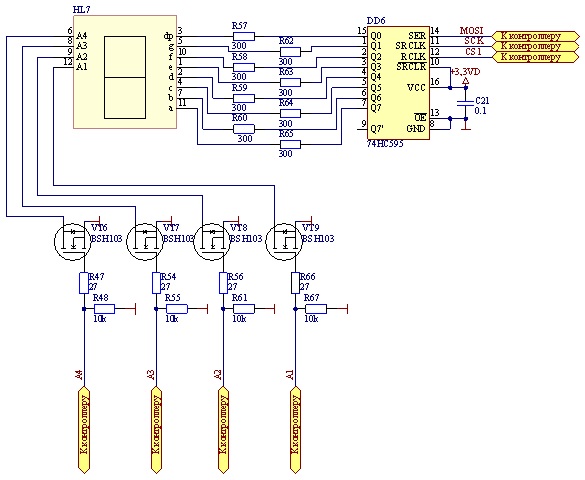 HL7
DD6
6 A4
8 A3
9 A2
12 A1
dp 3
g 5
f 10
e 1
d 2
c 4
b 7
a 11
R57
300
R62
300
R58
300
R63
300
R59
300
R64
300
R60
300
R65
300
15 Q0
1 Q1
2 Q2
3 Q3
4 Q4
5 Q5
6 Q6
7 Q7
9 Q7'
SER 14 MOSI К контроллеру
SRCLK 11 SCK К контроллеру
RCLK 12 CS1 К контроллеру
SRCLR 10
+3,3VD
VCC 16
C21
0.1
OE 13
GND 8
74HC595
VT6
BSH103
VT7
BSH103
VT8
BSH103
VT9
BSH103
R47
27
R54
27
R56
27
R66
27
R48
10k
R55
10k
R61
10k
R67
10k
A4
A3
A2
A1
К контроллеру
К контроллеру
К контроллеру
К контроллеру